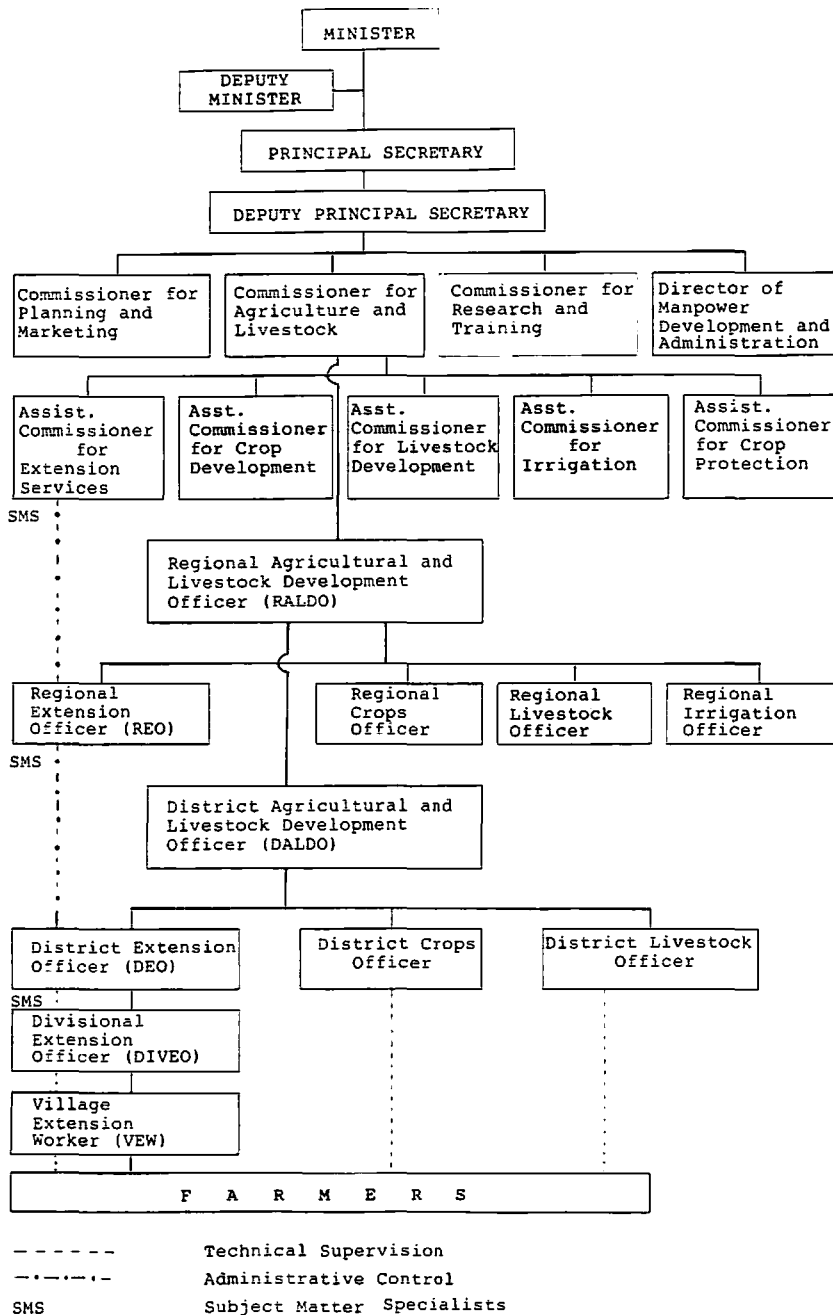 MINISTER
DEPUTY
MINISTER
PRINCIPAL SECRETARY
DEPUTY PRINCIPAL SECRETARY
Commissioner for
Planning and
Marketing
Commissioner for
Agriculture and
Livestock
Commissioner for
Research and
Training
Director of
Manpower
Development and
Administration
Assist.
Commissioner
for
Extension
Services
Asst.
Commissioner
for Crop
Development
Asst.
Commissioner
for Livestock
Development
Asst.
Commissioner
for
Irrigation
Assist.
Commissioner
for Crop
Protection
SMS
Regional Agricultural and
Livestock Development
Officer (RALDO)
Regional
Extension
Officer (REO)
Regional
Crops
Officer
Regional
Livestock
Officer
Regional
Irrigation
Officer
SMS
District Agricultural and
Livestock Development
Officer (DALDO)
District Extension
Officer (DEO)
District Crops
Officer
District Livestock
Officer
SMS
Divisional
Extension
Officer (DIVEO)
Village
Extension
Worker (VEW)
F A R M E R S
Technical Supervision
Administrative Control
SMS Subject Matter Specialists